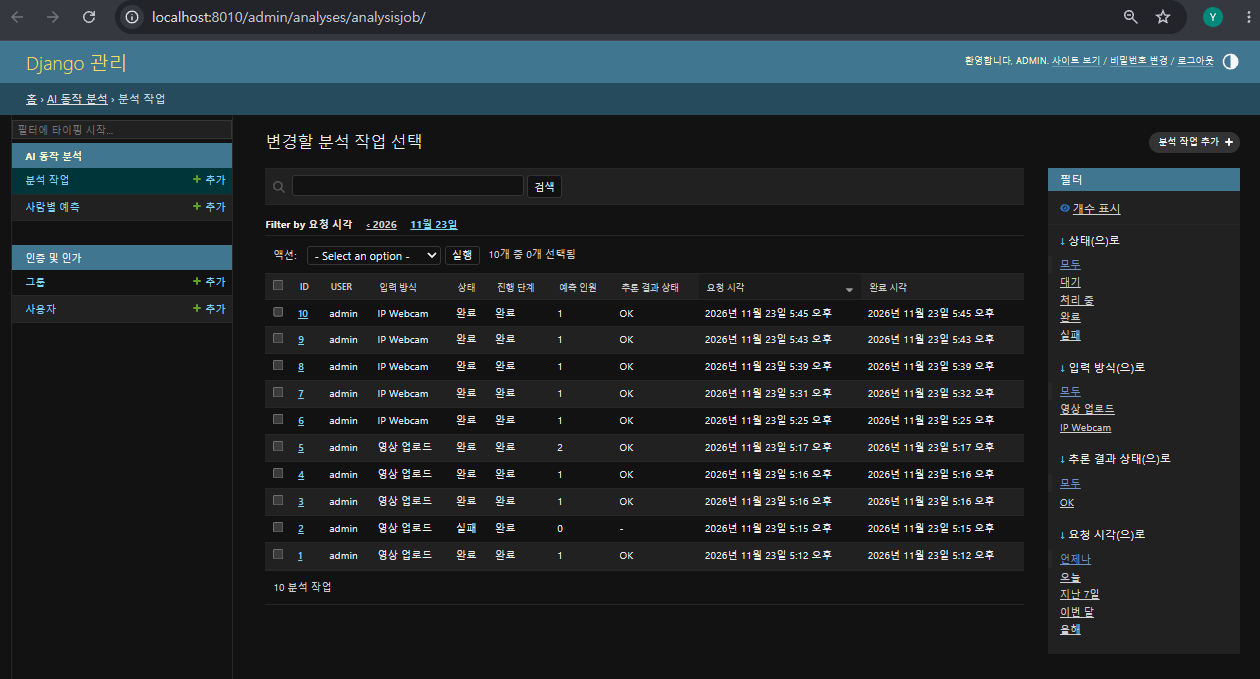 localhost:8010/admin/analyses/analysisjob/
Y
Django 관리
환영합니다, ADMIN. 사이트 보기 / 비밀번호 변경 / 로그아웃
홈 › AI 동작 분석 › 분석 작업
필터에 타이핑 시작...
AI 동작 분석
분석 작업 + 추가
사람별 예측 + 추가
인증 및 인가
그룹 + 추가
사용자 + 추가
변경할 분석 작업 선택
분석 작업 추가 +
검색
Filter by 요청 시각 ‹ 2026 11월 23일
액션: - Select an option - 실행 10개 중 0개 선택됨
ID USER 입력 방식 상태 진행 단계 예측 인원 추론 결과 상태 요청 시각 완료 시각
10 admin IP Webcam 완료 완료 1 OK 2026년 11월 23일 5:45 오후 2026년 11월 23일 5:45 오후
9 admin IP Webcam 완료 완료 1 OK 2026년 11월 23일 5:43 오후 2026년 11월 23일 5:43 오후
8 admin IP Webcam 완료 완료 1 OK 2026년 11월 23일 5:39 오후 2026년 11월 23일 5:39 오후
7 admin IP Webcam 완료 완료 1 OK 2026년 11월 23일 5:31 오후 2026년 11월 23일 5:32 오후
6 admin IP Webcam 완료 완료 1 OK 2026년 11월 23일 5:25 오후 2026년 11월 23일 5:25 오후
5 admin 영상 업로드 완료 완료 2 OK 2026년 11월 23일 5:17 오후 2026년 11월 23일 5:17 오후
4 admin 영상 업로드 완료 완료 1 OK 2026년 11월 23일 5:16 오후 2026년 11월 23일 5:16 오후
3 admin 영상 업로드 완료 완료 1 OK 2026년 11월 23일 5:16 오후 2026년 11월 23일 5:16 오후
2 admin 영상 업로드 실패 완료 0 - 2026년 11월 23일 5:15 오후 2026년 11월 23일 5:15 오후
1 admin 영상 업로드 완료 완료 1 OK 2026년 11월 23일 5:12 오후 2026년 11월 23일 5:12 오후
10 분석 작업
필터
개수 표시
↓ 상태(으)로
모두
대기
처리 중
완료
실패
↓ 입력 방식(으)로
모두
영상 업로드
IP Webcam
↓ 추론 결과 상태(으)로
모두
OK
↓ 요청 시각(으)로
언제나
오늘
지난 7일
이번 달
올해